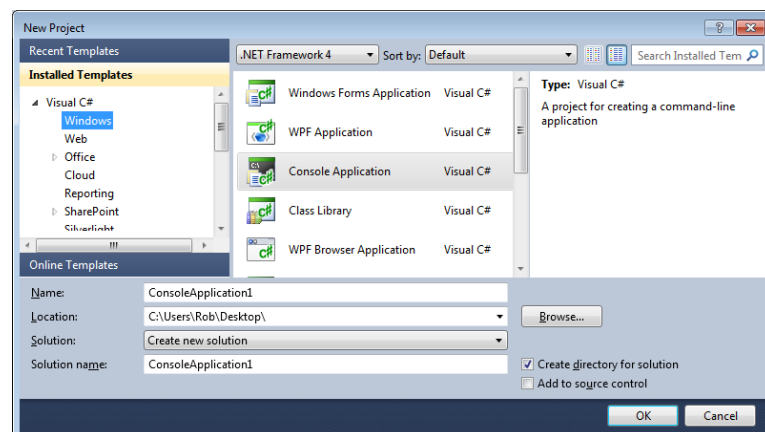 New Project
Recent Templates
.NET Framework 4
Sort by:
Default
Search Installed Tem
Installed Templates
Visual C#
Windows
Web
Office
Cloud
Reporting
SharePoint
Silverlight
Online Templates
Windows Forms Application Visual C#
WPF Application Visual C#
Console Application Visual C#
Class Library Visual C#
WPF Browser Application Visual C#
Type: Visual C#
A project for creating a command-line
application
Name: ConsoleApplication1
Location: C:\Users\Rob\Desktop\
Browse...
Solution: Create new solution
Solution name: ConsoleApplication1
Create directory for solution
Add to source control
OK
Cancel